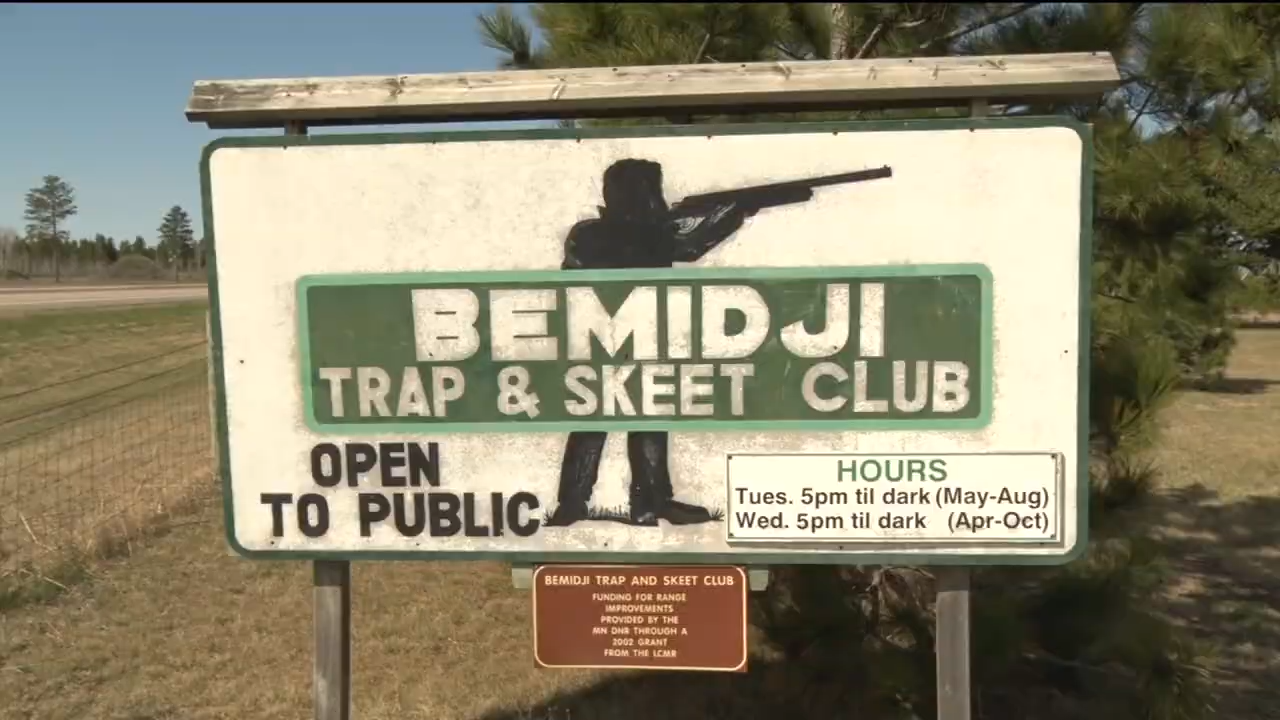 BEMIDJI
TRAP & SKEET CLUB
OPEN
TO PUBLIC
HOURS
Tues. 5pm til dark (May-Aug)
Wed. 5pm til dark (Apr-Oct)
BEMIDJI TRAP AND SKEET CLUB
FUNDING FOR RANGE
IMPROVEMENTS
PROVIDED BY THE
MN DNR THROUGH A
2002 GRANT
FROM THE LCMR